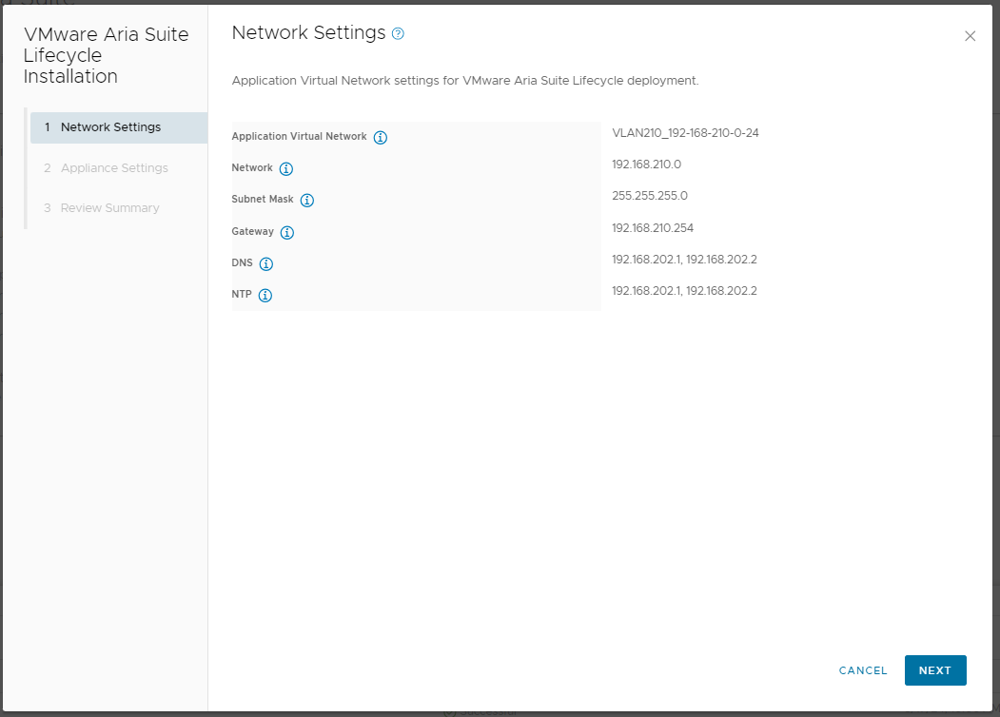 VMware Aria Suite
Lifecycle
Installation
1 Network Settings
2 Appliance Settings
3 Review Summary
Network Settings
Application Virtual Network settings for VMware Aria Suite Lifecycle deployment.
Application Virtual Network VLAN210_192-168-210-0-24
Network 192.168.210.0
Subnet Mask 255.255.255.0
Gateway 192.168.210.254
DNS 192.168.202.1, 192.168.202.2
NTP 192.168.202.1, 192.168.202.2
CANCEL NEXT